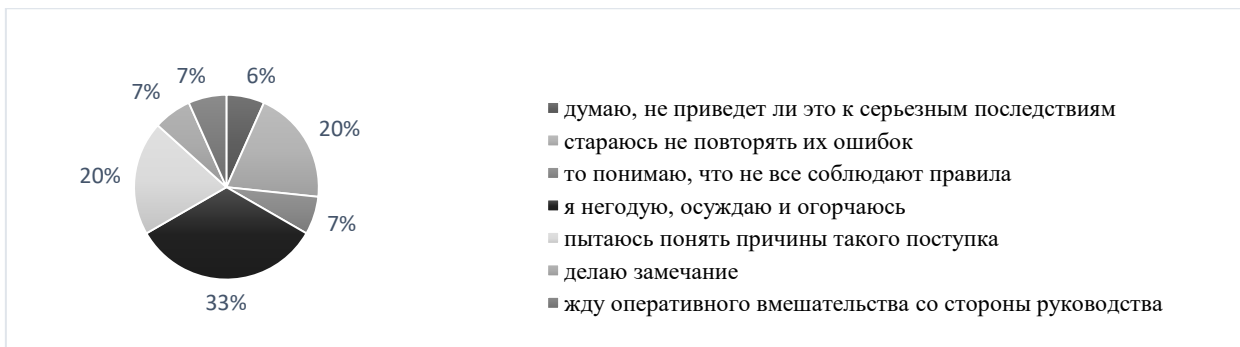 7%
7%
6%
20%
20%
7%
33%
думаю, не приведет ли это к серьезным последствиям
стараюсь не повторять их ошибок
то понимаю, что не все соблюдают правила
я негодую, осуждаю и огорчаюсь
пытаюсь понять причины такого поступка
делаю замечание
жду оперативного вмешательства со стороны руководства